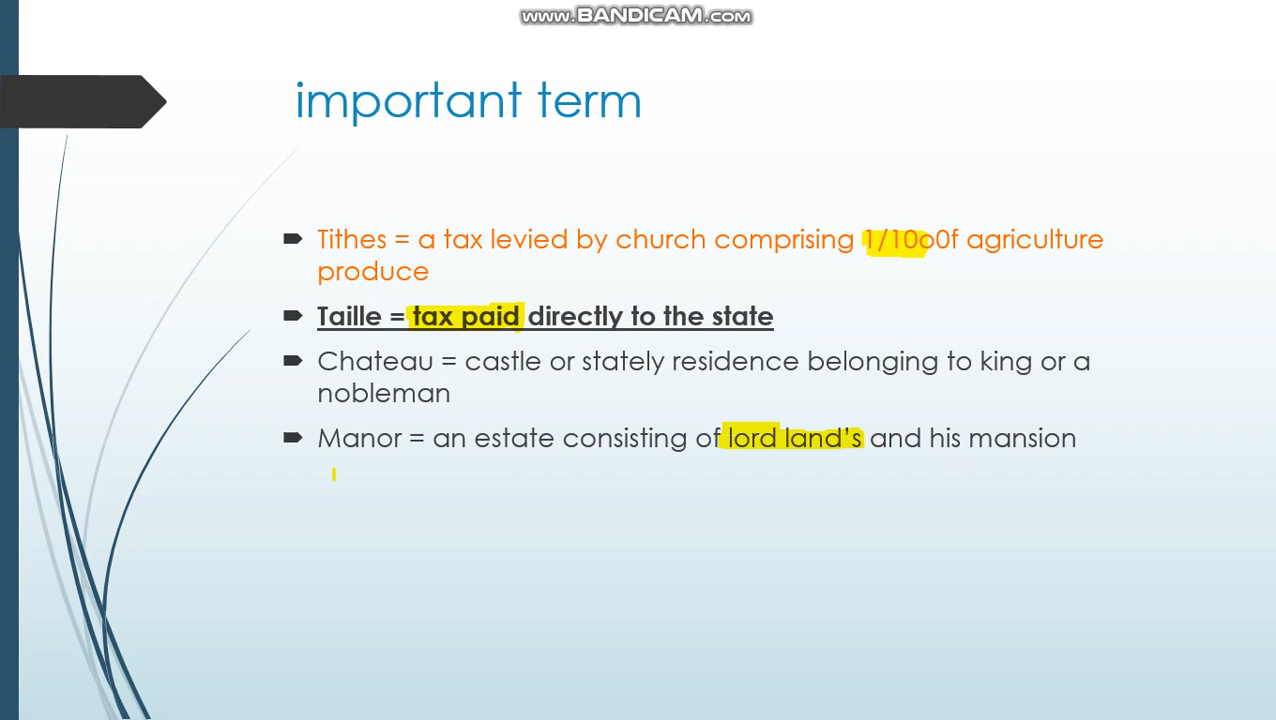 www.BANDICAM.com
important term
Tithes = a tax levied by church comprising 1/10o0f agriculture
produce
Taille = tax paid directly to the state
Chateau = castle or stately residence belonging to king or a
nobleman
Manor = an estate consisting of lord land’s and his mansion